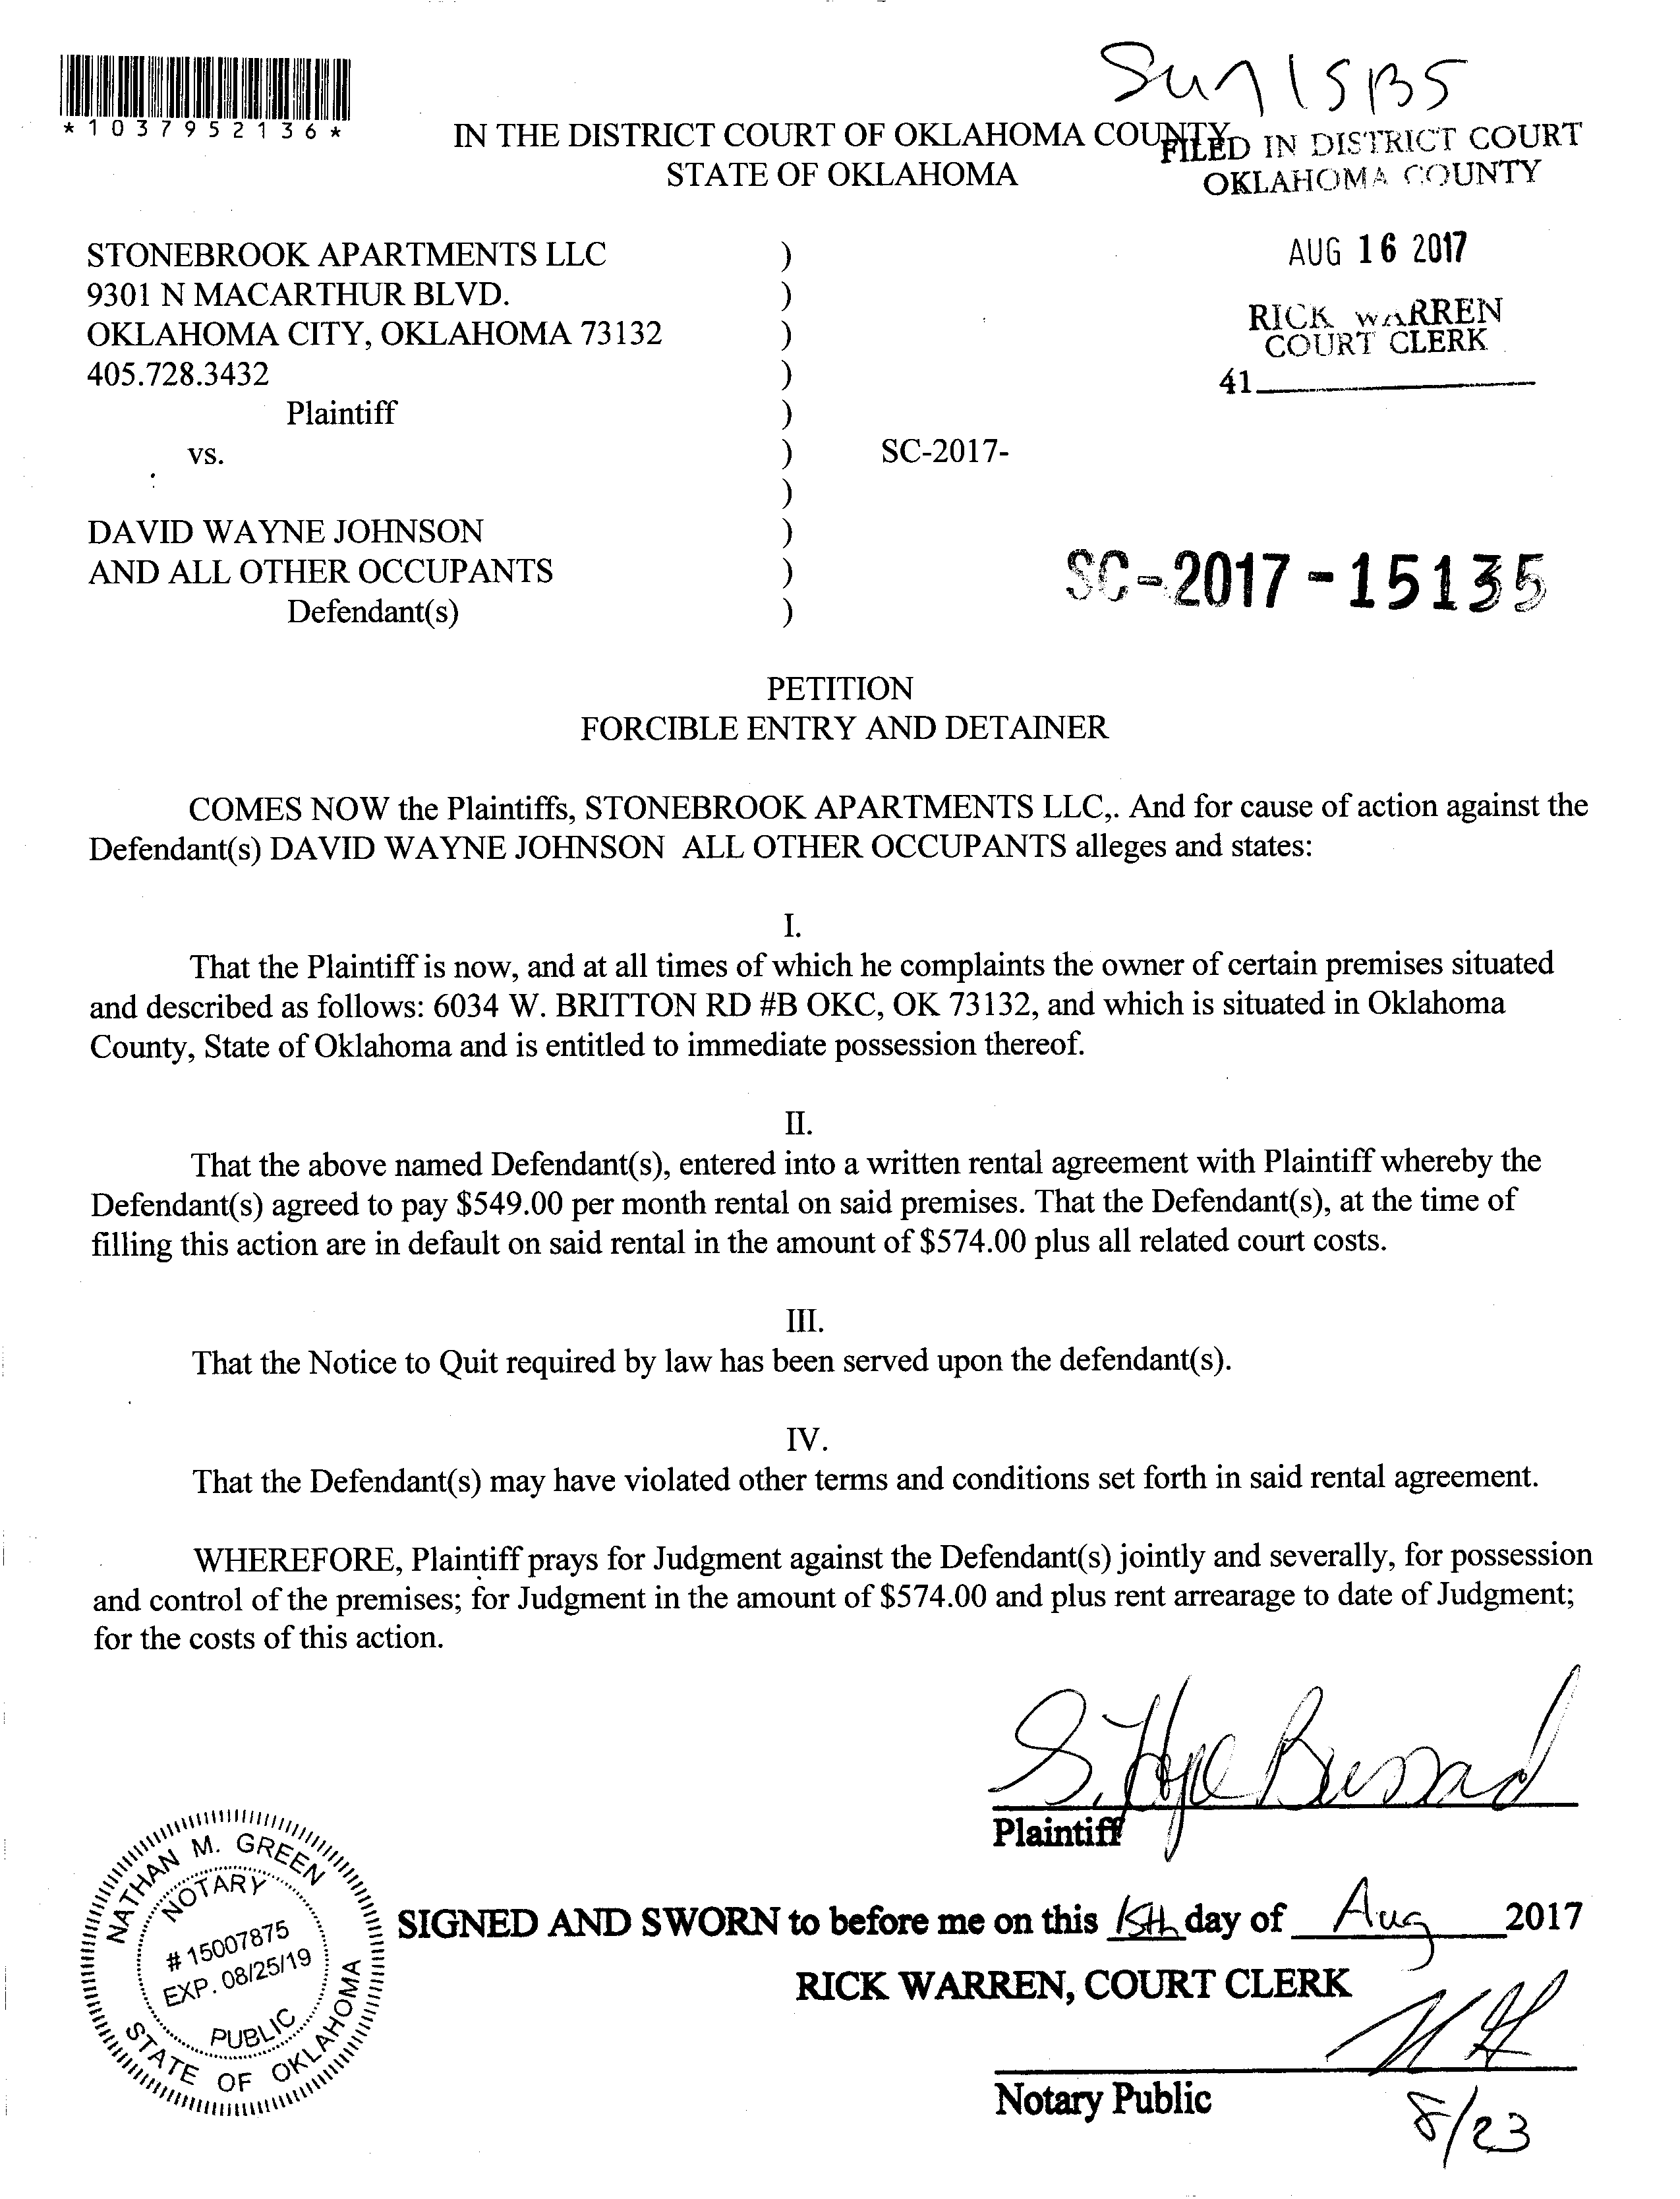 *1037952136*
IN THE DISTRICT COURT OF OKLAHOMA COUNTY
STATE OF OKLAHOMA
FILED IN DISTRICT COURT
OKLAHOMA COUNTY
AUG 16 2017
RICK WARREN
COURT CLERK
41
STONEBROOK APARTMENTS LLC )
9301 N MACARTHUR BLVD. )
OKLAHOMA CITY, OKLAHOMA 73132 )
405.728.3432 )
Plaintiff )
vs. ) SC-2017-
)
DAVID WAYNE JOHNSON )
AND ALL OTHER OCCUPANTS ) SC-2017-15135
Defendant(s) )
PETITION
FORCIBLE ENTRY AND DETAINER
COMES NOW the Plaintiffs, STONEBROOK APARTMENTS LLC,. And for cause of action against the
Defendant(s) DAVID WAYNE JOHNSON ALL OTHER OCCUPANTS alleges and states:
I.
That the Plaintiff is now, and at all times of which he complaints the owner of certain premises situated
and described as follows: 6034 W. BRITTON RD #B OKC, OK 73132, and which is situated in Oklahoma
County, State of Oklahoma and is entitled to immediate possession thereof.
II.
That the above named Defendant(s), entered into a written rental agreement with Plaintiff whereby the
Defendant(s) agreed to pay $549.00 per month rental on said premises. That the Defendant(s), at the time of
filling this action are in default on said rental in the amount of $574.00 plus all related court costs.
III.
That the Notice to Quit required by law has been served upon the defendant(s).
IV.
That the Defendant(s) may have violated other terms and conditions set forth in said rental agreement.
WHEREFORE, Plaintiff prays for Judgment against the Defendant(s) jointly and severally, for possession
and control of the premises; for Judgment in the amount of $574.00 and plus rent arrearage to date of Judgment;
for the costs of this action.
Plaintiff
NATHAN M. GREEN
NOTARY
# 15007875
EXP. 08/25/19
PUBLIC
STATE OF OKLAHOMA
SIGNED AND SWORN to before me on this 15th day of Aug 2017
RICK WARREN, COURT CLERK
Notary Public
8/23